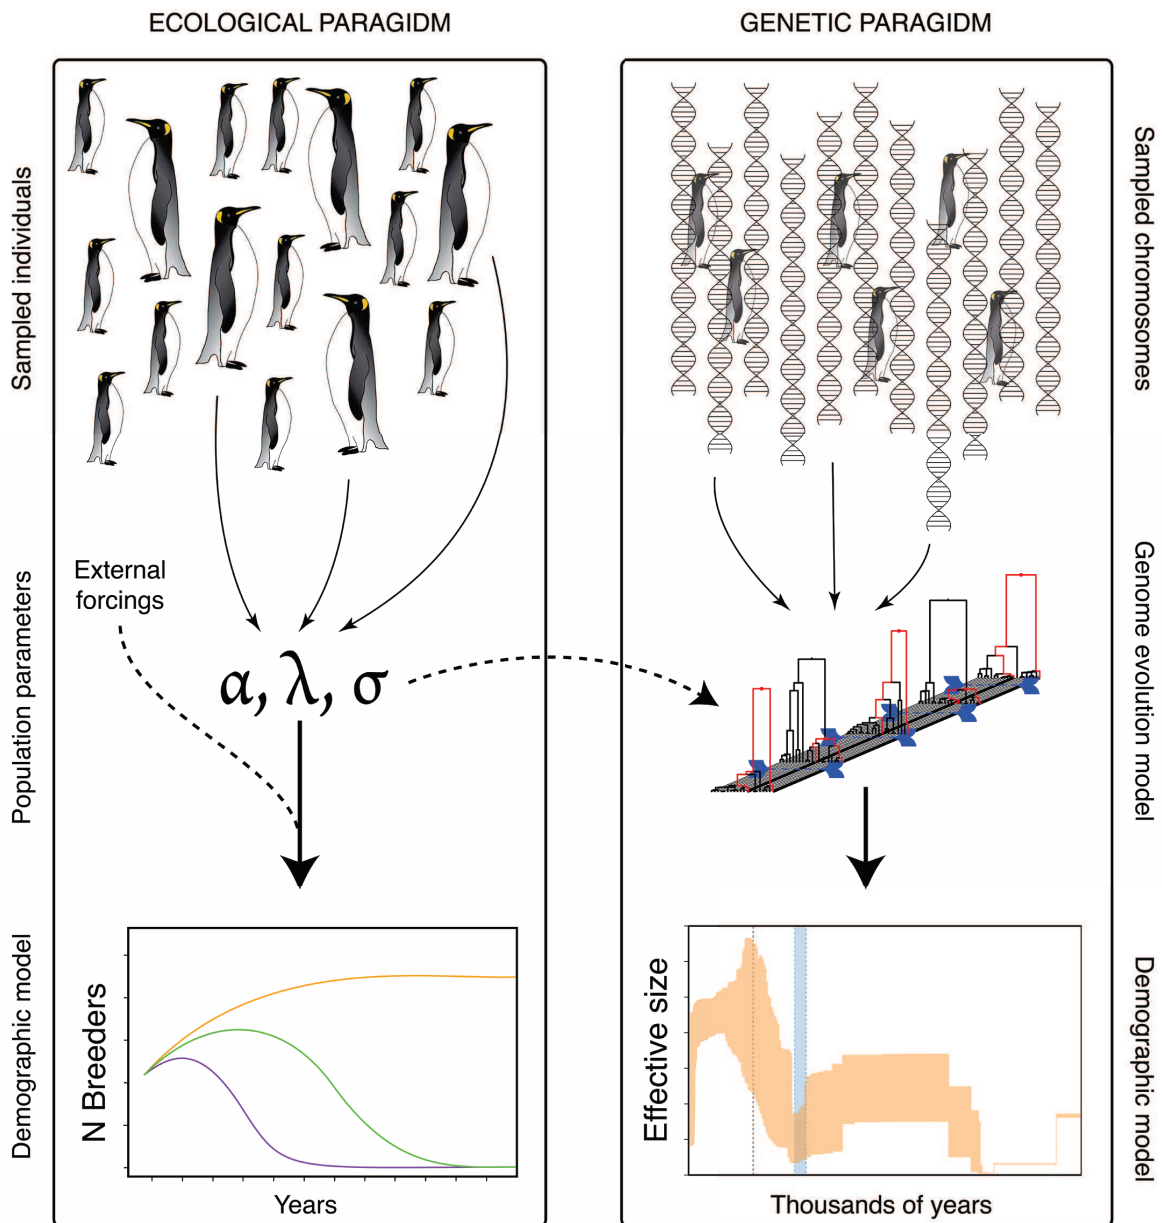 ECOLOGICAL PARAGIDM
GENETIC PARAGIDM
Sampled individuals
Sampled chromosomes
External
forcings
α, λ, σ
Population parameters
Genome evolution model
Demographic model
N Breeders
Years
Effective size
Thousands of years
Demographic model